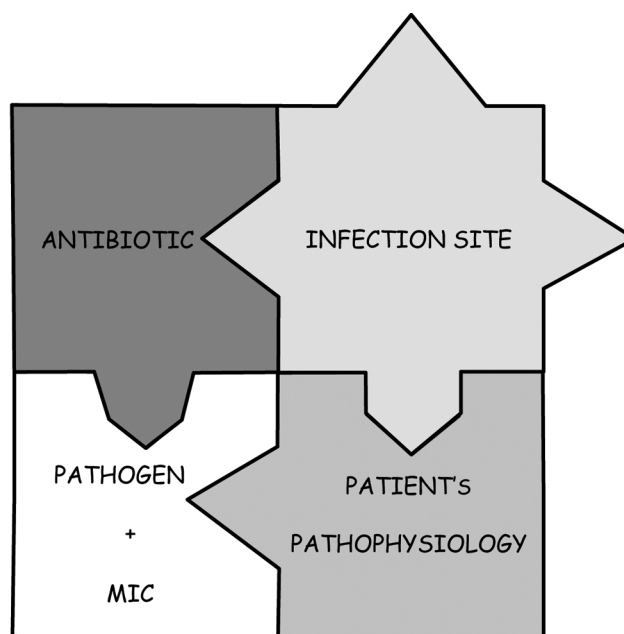 ANTIBIOTIC
INFECTION SITE
PATHOGEN
+
MIC
PATIENT'S
PATHOPHYSIOLOGY